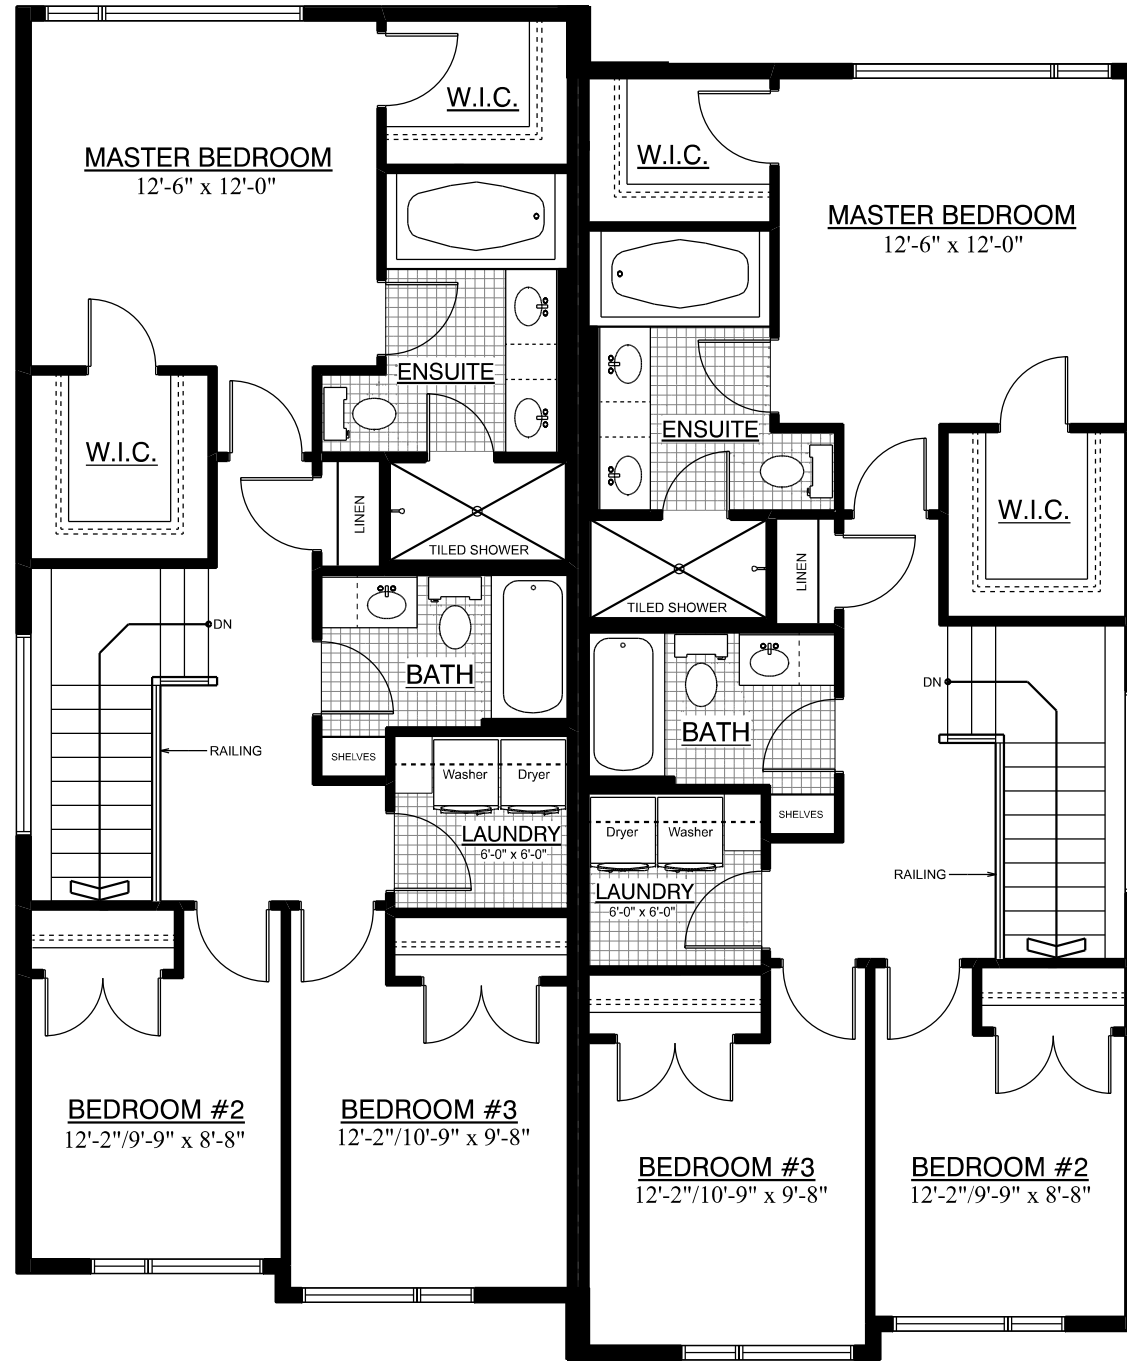 W.I.C.
MASTER BEDROOM
12'-6" x 12'-0"
ENSUITE
W.I.C.
LINEN
TILED SHOWER
DN
BATH
RAILING
SHELVES
Washer
Dryer
LAUNDRY
6'-0" x 6'-0"
BEDROOM #2
12'-2"/9'-9" x 8'-8"
BEDROOM #3
12'-2"/10'-9" x 9'-8"
W.I.C.
MASTER BEDROOM
12'-6" x 12'-0"
ENSUITE
W.I.C.
LINEN
TILED SHOWER
DN
BATH
SHELVES
Dryer
Washer
RAILING
LAUNDRY
6'-0" x 6'-0"
BEDROOM #3
12'-2"/10'-9" x 9'-8"
BEDROOM #2
12'-2"/9'-9" x 8'-8"